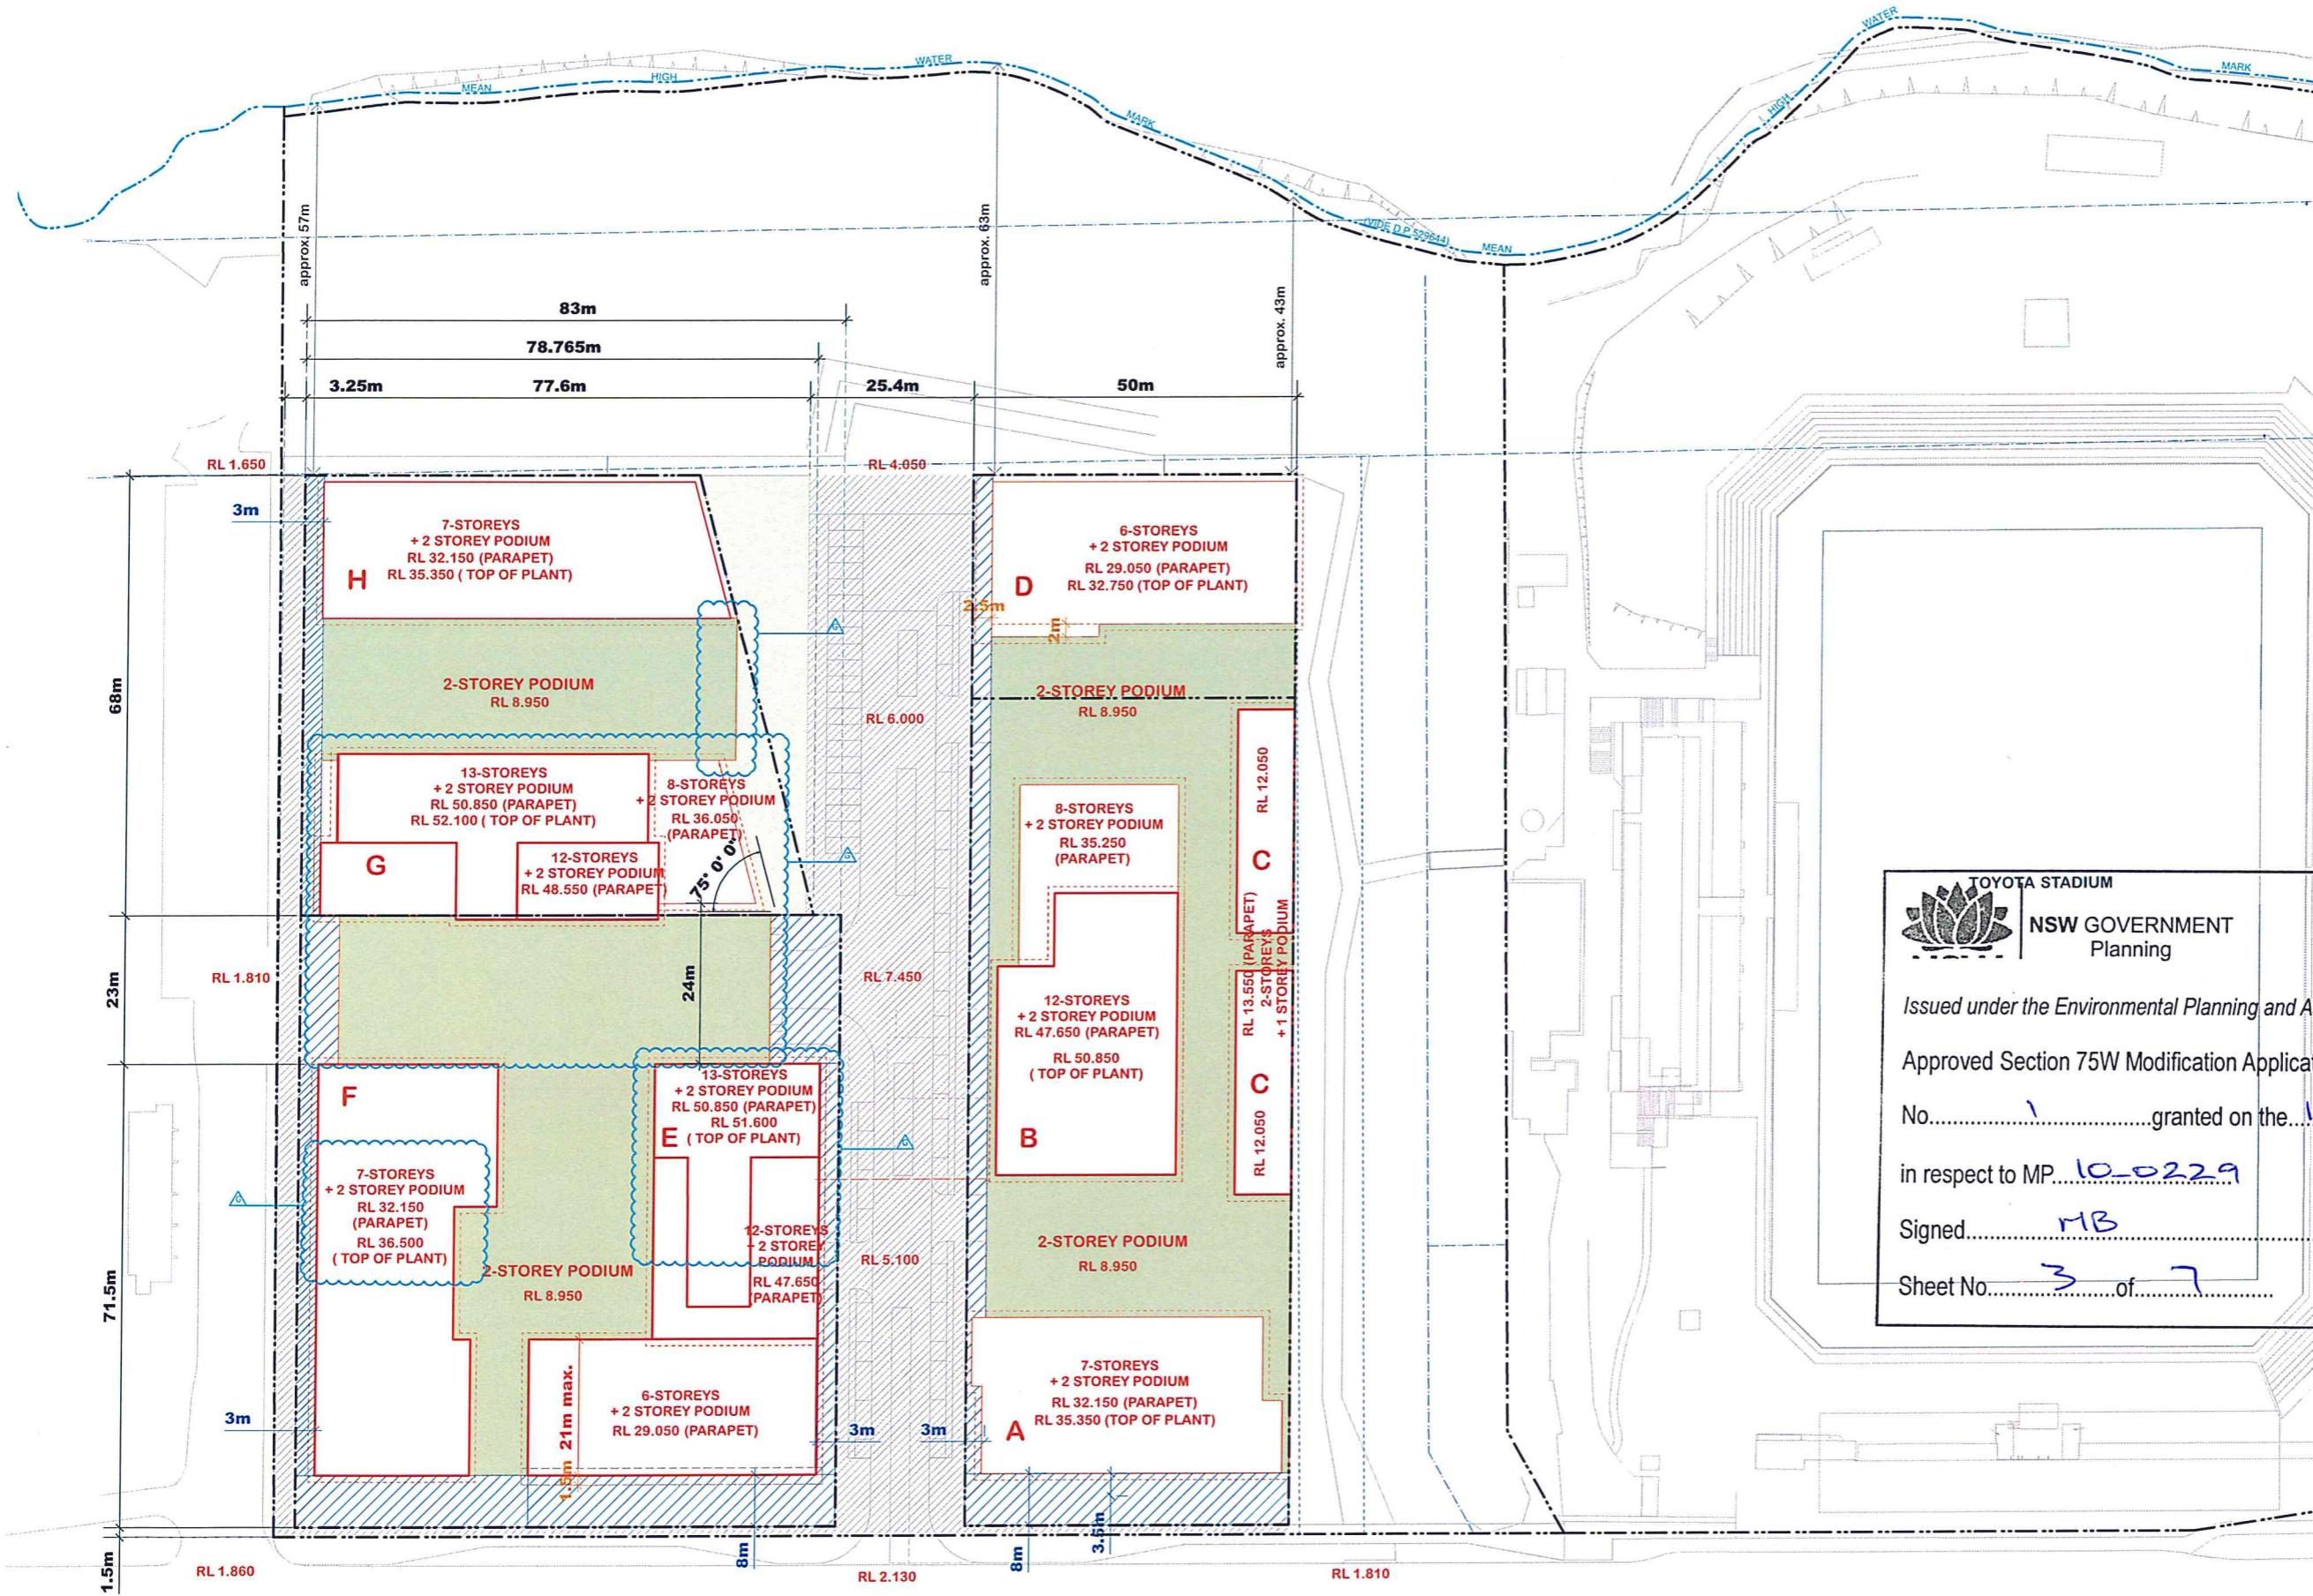 WATER
WATER
HIGH
MEAN
MARK
MARK
HIGH
(VIDE D.P.529644)
MEAN
approx. 57m
approx. 63m
approx. 43m
83m
78.765m
3.25m
77.6m
25.4m
50m
RL 1.650
RL 4.050
3m
7-STOREYS
+ 2 STOREY PODIUM
RL 32.150 (PARAPET)
RL 35.350 ( TOP OF PLANT)
H
6-STOREYS
+ 2 STOREY PODIUM
RL 29.050 (PARAPET)
RL 32.750 (TOP OF PLANT)
D
2.5m
2m
68m
2-STOREY PODIUM
RL 8.950
2-STOREY PODIUM
RL 8.950
RL 6.000
13-STOREYS
+ 2 STOREY PODIUM
RL 50.850 (PARAPET)
RL 52.100 ( TOP OF PLANT)
8-STOREYS
+ 2 STOREY PODIUM
RL 36.050
(PARAPET)
G
12-STOREYS
+ 2 STOREY PODIUM
RL 48.550 (PARAPET)
75° 0' 0"
G
G
8-STOREYS
+ 2 STOREY PODIUM
RL 35.250
(PARAPET)
RL 12.050
C
RL 13.550 (PARAPET)
2-STOREYS
+ 1 STOREY PODIUM
C
RL 12.050
23m
RL 1.810
24m
RL 7.450
12-STOREYS
+ 2 STOREY PODIUM
RL 47.650 (PARAPET)
RL 50.850
( TOP OF PLANT)
B
F
13-STOREYS
+ 2 STOREY PODIUM
RL 50.850 (PARAPET)
RL 51.600
( TOP OF PLANT)
E
G
G
7-STOREYS
+ 2 STOREY PODIUM
RL 32.150
(PARAPET)
RL 36.500
( TOP OF PLANT)
12-STOREYS
+ 2 STOREY
PODIUM
RL 47.650
(PARAPET)
RL 5.100
2-STOREY PODIUM
RL 8.950
2-STOREY PODIUM
RL 8.950
71.5m
21m max.
1.5m
6-STOREYS
+ 2 STOREY PODIUM
RL 29.050 (PARAPET)
7-STOREYS
+ 2 STOREY PODIUM
RL 32.150 (PARAPET)
RL 35.350 (TOP OF PLANT)
A
3m
3m
3m
8m
8m
3.5m
1.5m
RL 1.860
RL 2.130
RL 1.810
TOYOTA STADIUM
NSW GOVERNMENT
Planning
Issued under the Environmental Planning and A
Approved Section 75W Modification Applicat
No. 1 granted on the 1
in respect to MP 10-0229
Signed MB
Sheet No. 3 of 7